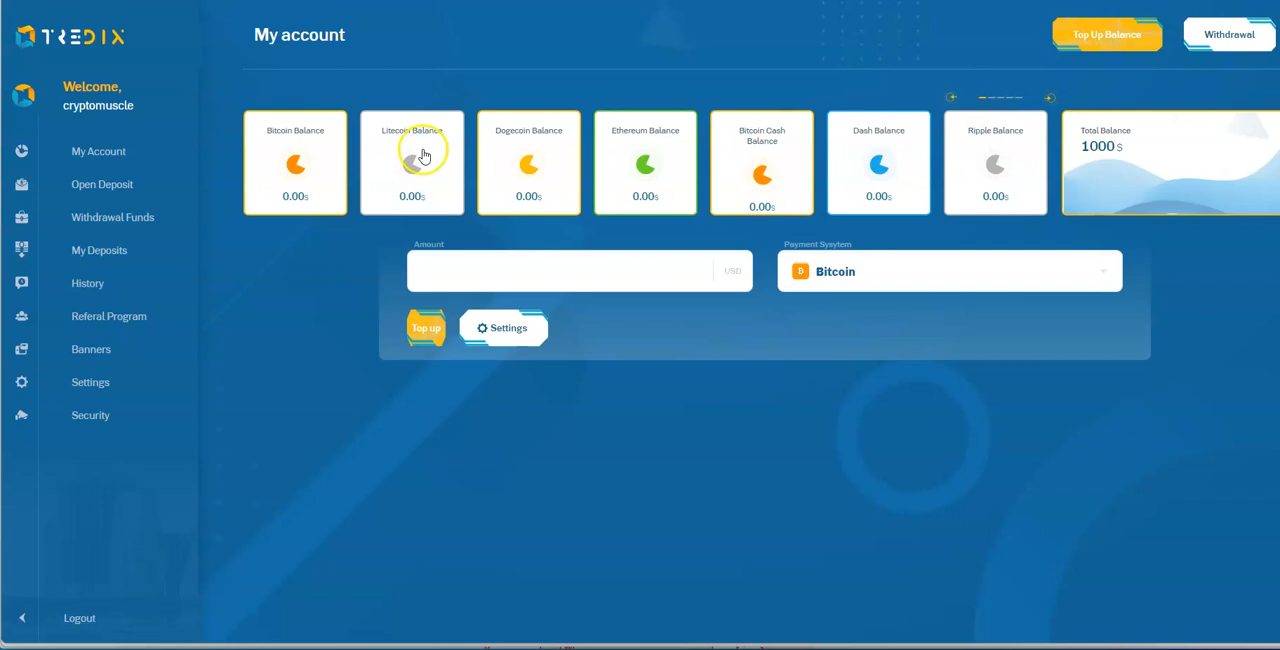 TREDIX
My account
Top Up Balance
Withdrawal
Welcome,
cryptomuscle
My Account
Open Deposit
Withdrawal Funds
My Deposits
History
Referal Program
Banners
Settings
Security
Logout
Bitcoin Balance
0.00$
Litecoin Balance
0.00$
Dogecoin Balance
0.00$
Ethereum Balance
0.00$
Bitcoin Cash
Balance
0.00$
Dash Balance
0.00$
Ripple Balance
0.00$
Total Balance
1000 $
Amount
USD
Payment Sysytem
Bitcoin
Top up
Settings